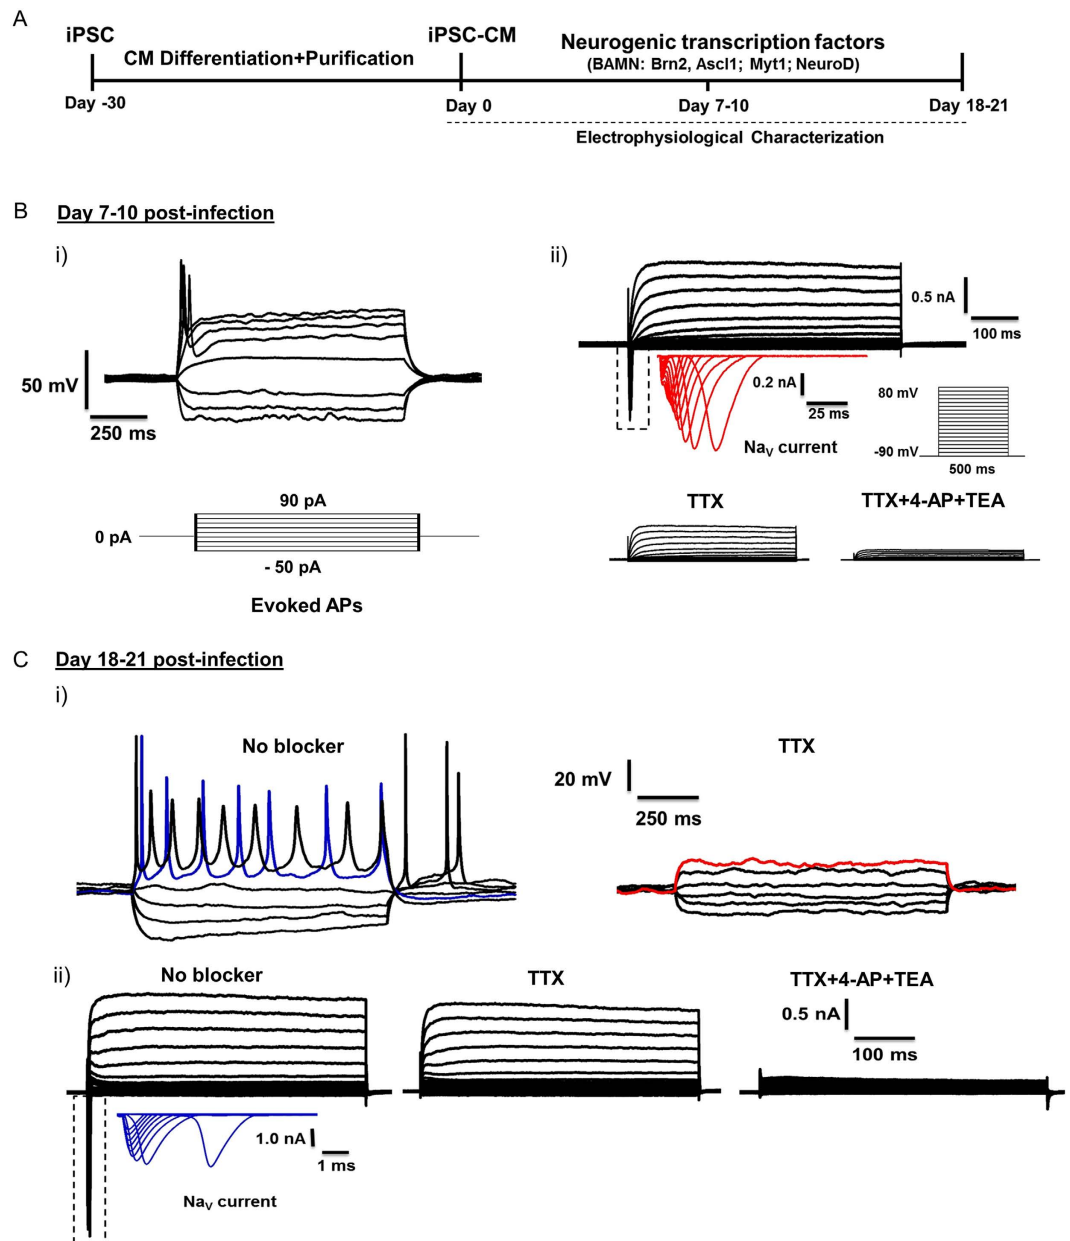 A
iPSC
iPSC-CM
CM Differentiation+Purification
Neurogenic transcription factors
(BAMN: Brn2, Ascl1; Myt1; NeuroD)
Day -30
Day 0
Day 7-10
Day 18-21
Electrophysiological Characterization
B
Day 7-10 post-infection
i)
50 mV
250 ms
90 pA
0 pA
- 50 pA
Evoked APs
ii)
0.5 nA
100 ms
0.2 nA
25 ms
NaV current
80 mV
-90 mV
500 ms
TTX
TTX+4-AP+TEA
C
Day 18-21 post-infection
i)
No blocker
TTX
20 mV
250 ms
ii)
No blocker
TTX
TTX+4-AP+TEA
0.5 nA
100 ms
1.0 nA
1 ms
NaV current